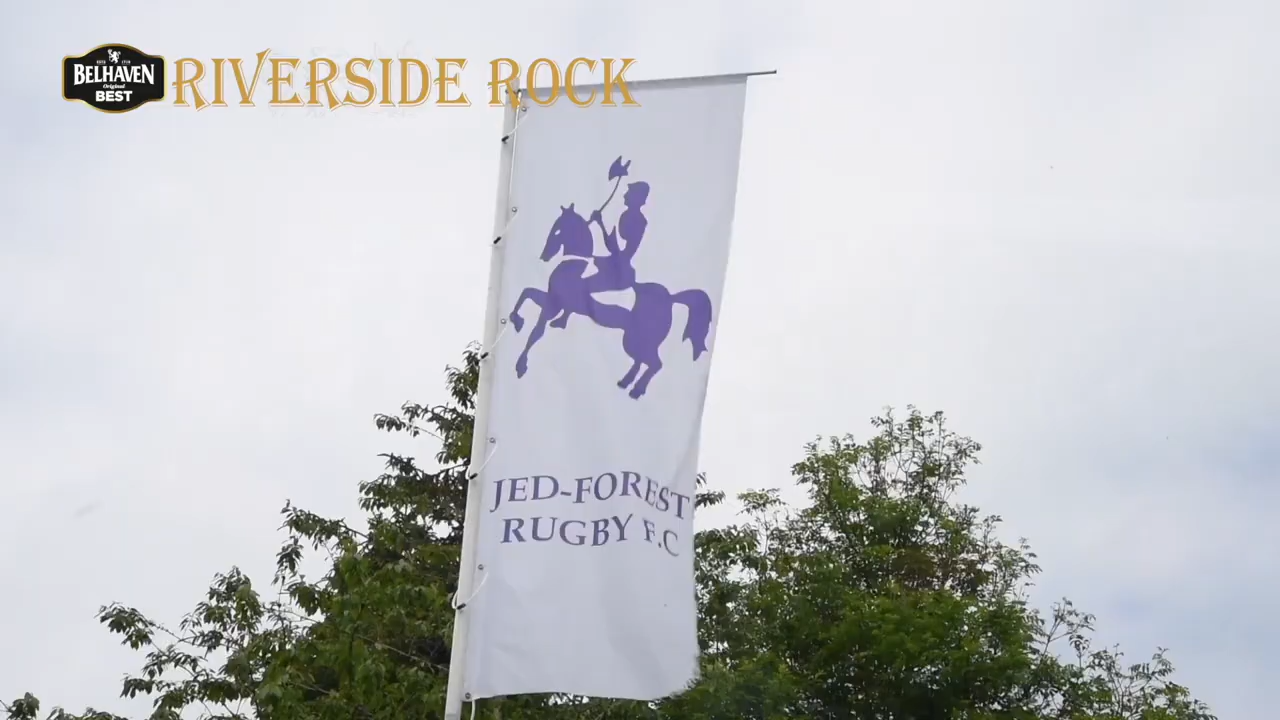 BELHAVEN
Original
BEST
RIVERSIDE ROCK
JED-FOREST
RUGBY F.C